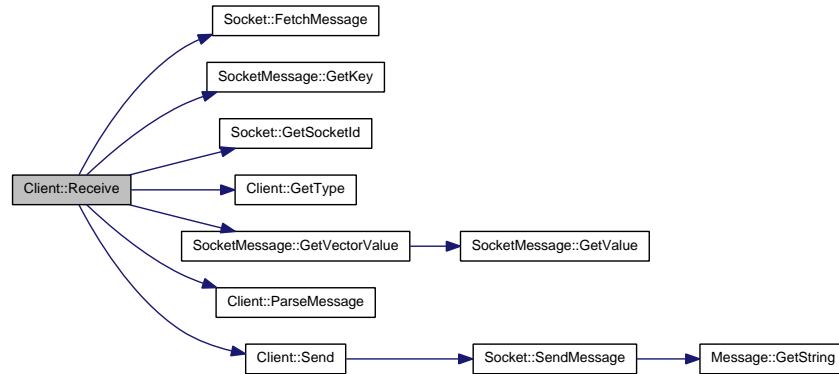 Socket::FetchMessage
SocketMessage::GetKey
Socket::GetSocketId
Client::Receive
Client::GetType
SocketMessage::GetVectorValue
SocketMessage::GetValue
Client::ParseMessage
Client::Send
Socket::SendMessage
Message::GetString